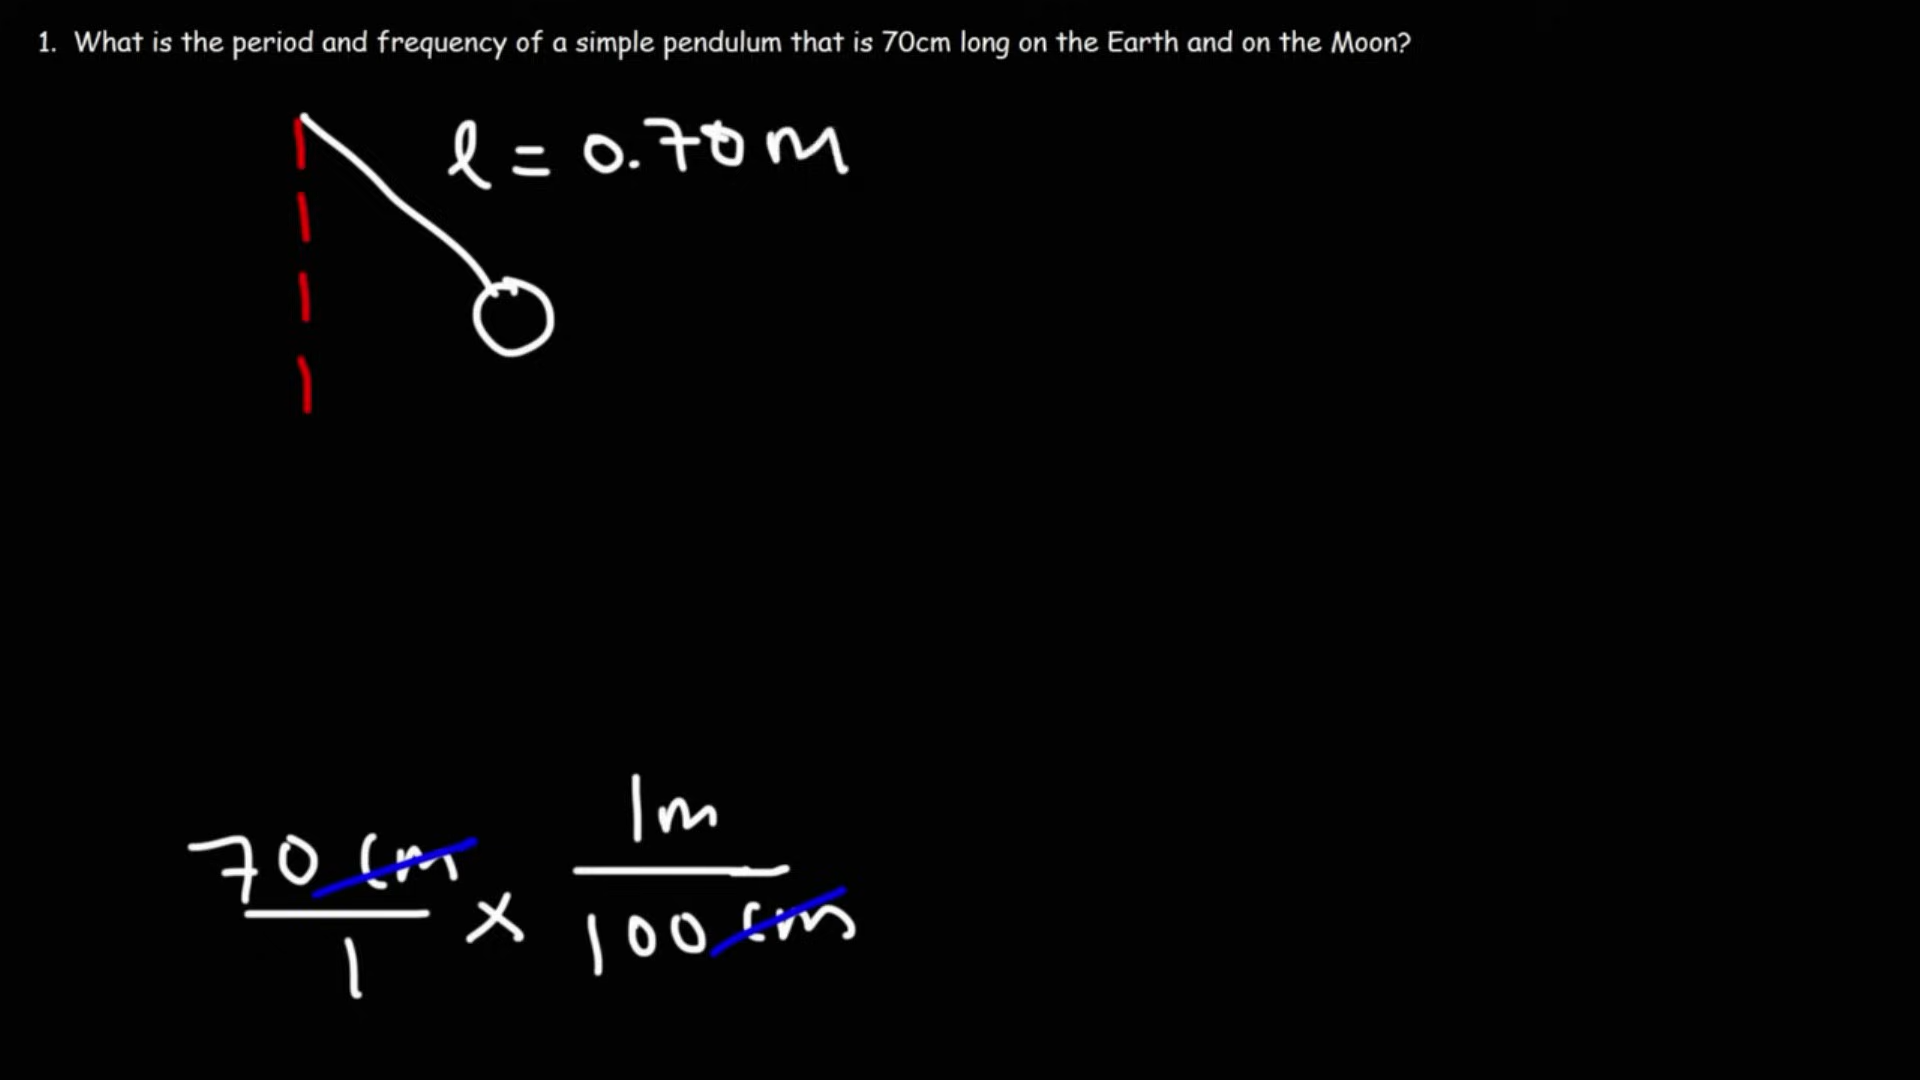 1. What is the period and frequency of a simple pendulum that is 70cm long on the Earth and on the Moon?
l = 0.70 m
70 cm / 1 × 1m / 100 cm